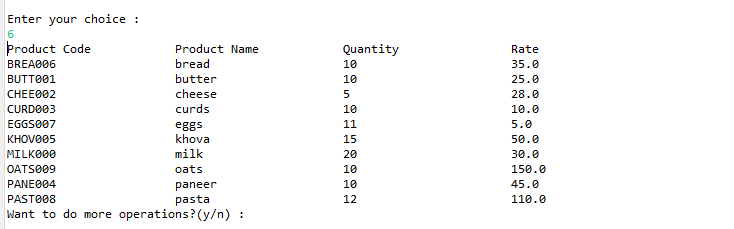 Enter your choice :
6
Product Code Product Name Quantity Rate
BREA006 bread 10 35.0
BUTT001 butter 10 25.0
CHEE002 cheese 5 28.0
CURD003 curds 10 10.0
EGGS007 eggs 11 5.0
KHOV005 khova 15 50.0
MILK000 milk 20 30.0
OATS009 oats 10 150.0
PANE004 paneer 10 45.0
PAST008 pasta 12 110.0
Want to do more operations?(y/n) :